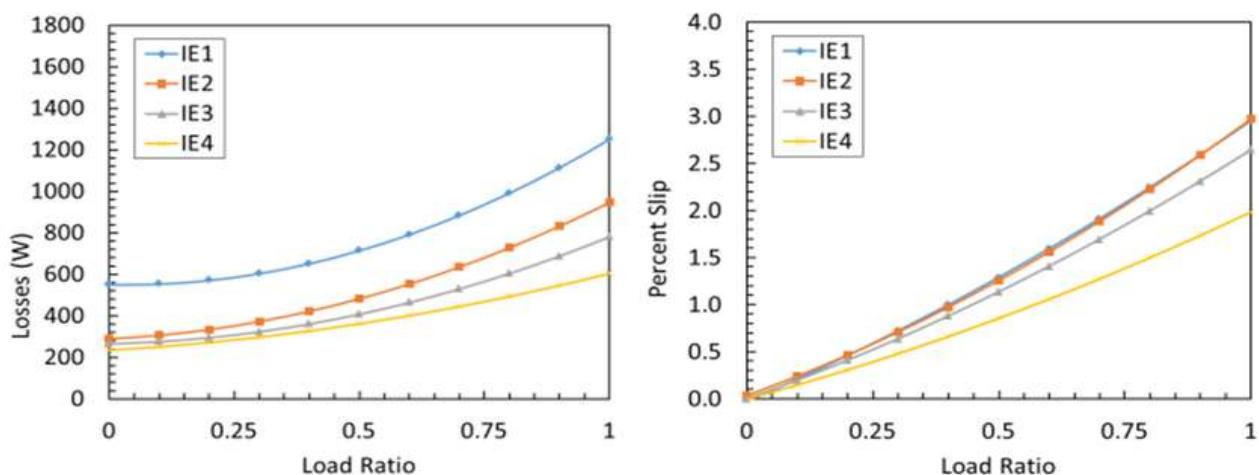 1800
1600
1400
1200
1000
800
600
400
200
0
Losses (W)
IE1
IE2
IE3
IE4
0 0.25 0.5 0.75 1
Load Ratio
4.0
3.5
3.0
2.5
2.0
1.5
1.0
0.5
0.0
Percent Slip
IE1
IE2
IE3
IE4
0 0.25 0.5 0.75 1
Load Ratio